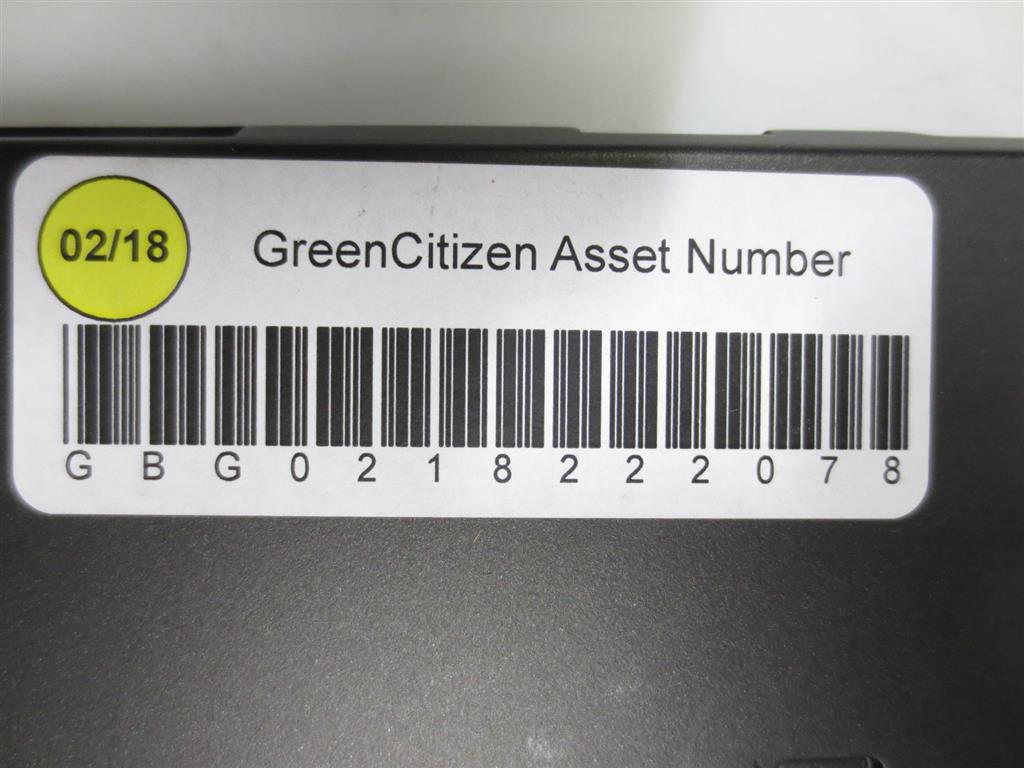 02/18
GreenCitizen Asset Number
G B G 0 2 1 8 2 2 2 0 7 8